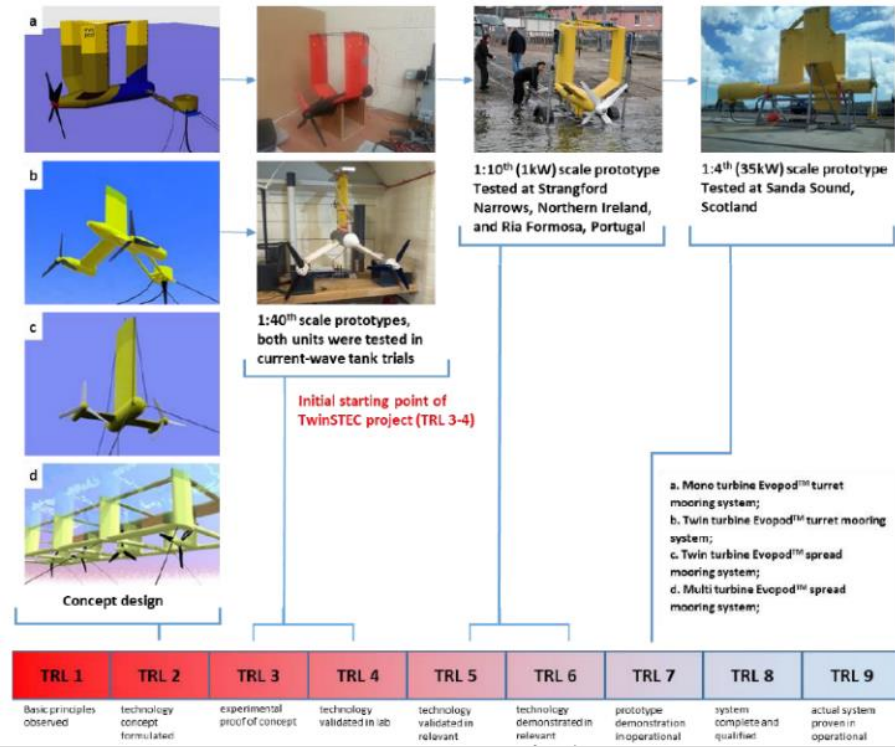 a
b
c
d
1:10th (1kW) scale prototype
Tested at Strangford
Narrows, Northern Ireland,
and Ria Formosa, Portugal
1:4th (35kW) scale prototype
Tested at Sanda Sound,
Scotland
1:40th scale prototypes,
both units were tested in
current-wave tank trials
Initial starting point of
TwinSTEC project (TRL 3-4)
a. Mono turbine Evopod™ turret
mooring system;
b. Twin turbine Evopod™ turret mooring
system;
c. Twin turbine Evopod™ spread
mooring system;
d. Multi turbine Evopod™ spread
mooring system;
Concept design
TRL 1
TRL 2
TRL 3
TRL 4
TRL 5
TRL 6
TRL 7
TRL 8
TRL 9
Basic principles
observed
technology
concept
formulated
experimental
proof of concept
technology
validated in lab
technology
validated in
relevant
technology
demonstrated in
relevant
prototype
demonstration
in operational
system
complete and
qualified
actual system
proven in
operational